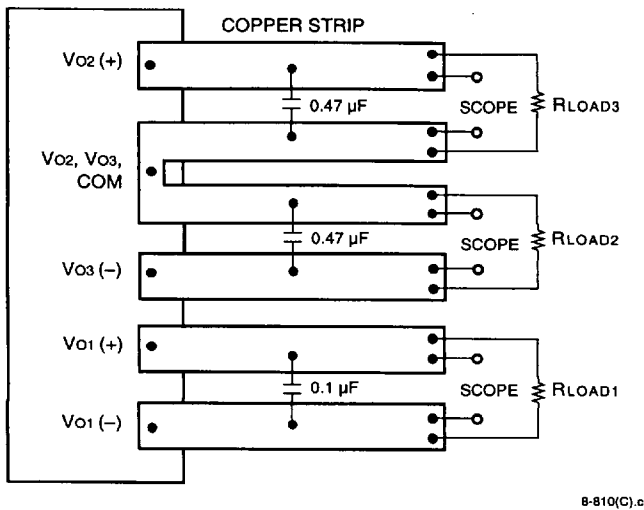 COPPER STRIP
VO2 (+)
0.47 µF
SCOPE
RLOAD3
VO2, VO3,
COM
0.47 µF
SCOPE
RLOAD2
VO3 (–)
VO1 (+)
0.1 µF
SCOPE
RLOAD1
VO1 (–)
8-810(C).c